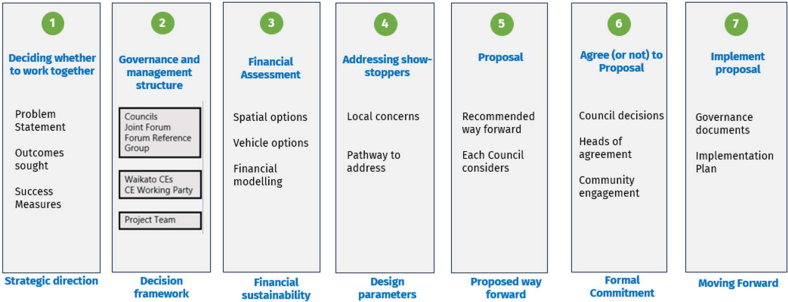 1
Deciding whether
to work together
Problem
Statement
Outcomes
sought
Success
Measures
Strategic direction
2
Governance and
management
structure
Councils
Joint Forum
Forum Reference
Group
Waikato CEs
CE Working Party
Project Team
Decision
framework
3
Financial
Assessment
Spatial options
Vehicle options
Financial
modelling
Financial
sustainability
4
Addressing show-
stoppers
Local concerns
Pathway to
address
Design
parameters
5
Proposal
Recommended
way forward
Each Council
considers
Proposed way
forward
6
Agree (or not) to
Proposal
Council decisions
Heads of
agreement
Community
engagement
Formal
Commitment
7
Implement
proposal
Governance
documents
Implementation
Plan
Moving Forward